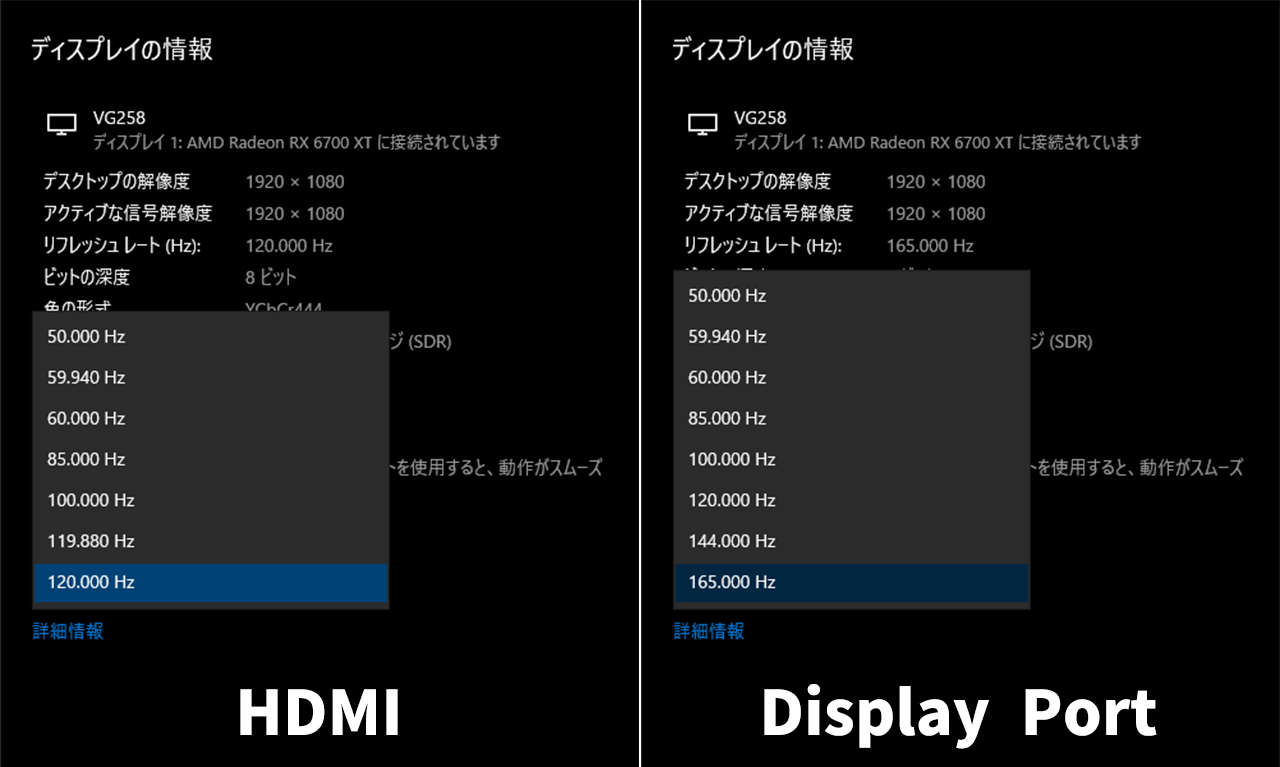 ディスプレイの情報
VG258
ディスプレイ 1: AMD Radeon RX 6700 XT に接続されています
デスクトップの解像度 1920 × 1080
アクティブな信号解像度 1920 × 1080
リフレッシュ レート (Hz): 120.000 Hz
ビットの深度 8 ビット
色の形式 YCbCr444
ジ (SDR)
50.000 Hz
59.940 Hz
60.000 Hz
85.000 Hz
100.000 Hz
119.880 Hz
120.000 Hz
トを使用すると、動作がスムーズ
詳細情報
HDMI
ディスプレイの情報
VG258
ディスプレイ 1: AMD Radeon RX 6700 XT に接続されています
デスクトップの解像度 1920 × 1080
アクティブな信号解像度 1920 × 1080
リフレッシュ レート (Hz): 165.000 Hz
ジ (SDR)
50.000 Hz
59.940 Hz
60.000 Hz
85.000 Hz
100.000 Hz
120.000 Hz
144.000 Hz
165.000 Hz
トを使用すると、動作がスムーズ
詳細情報
Display Port